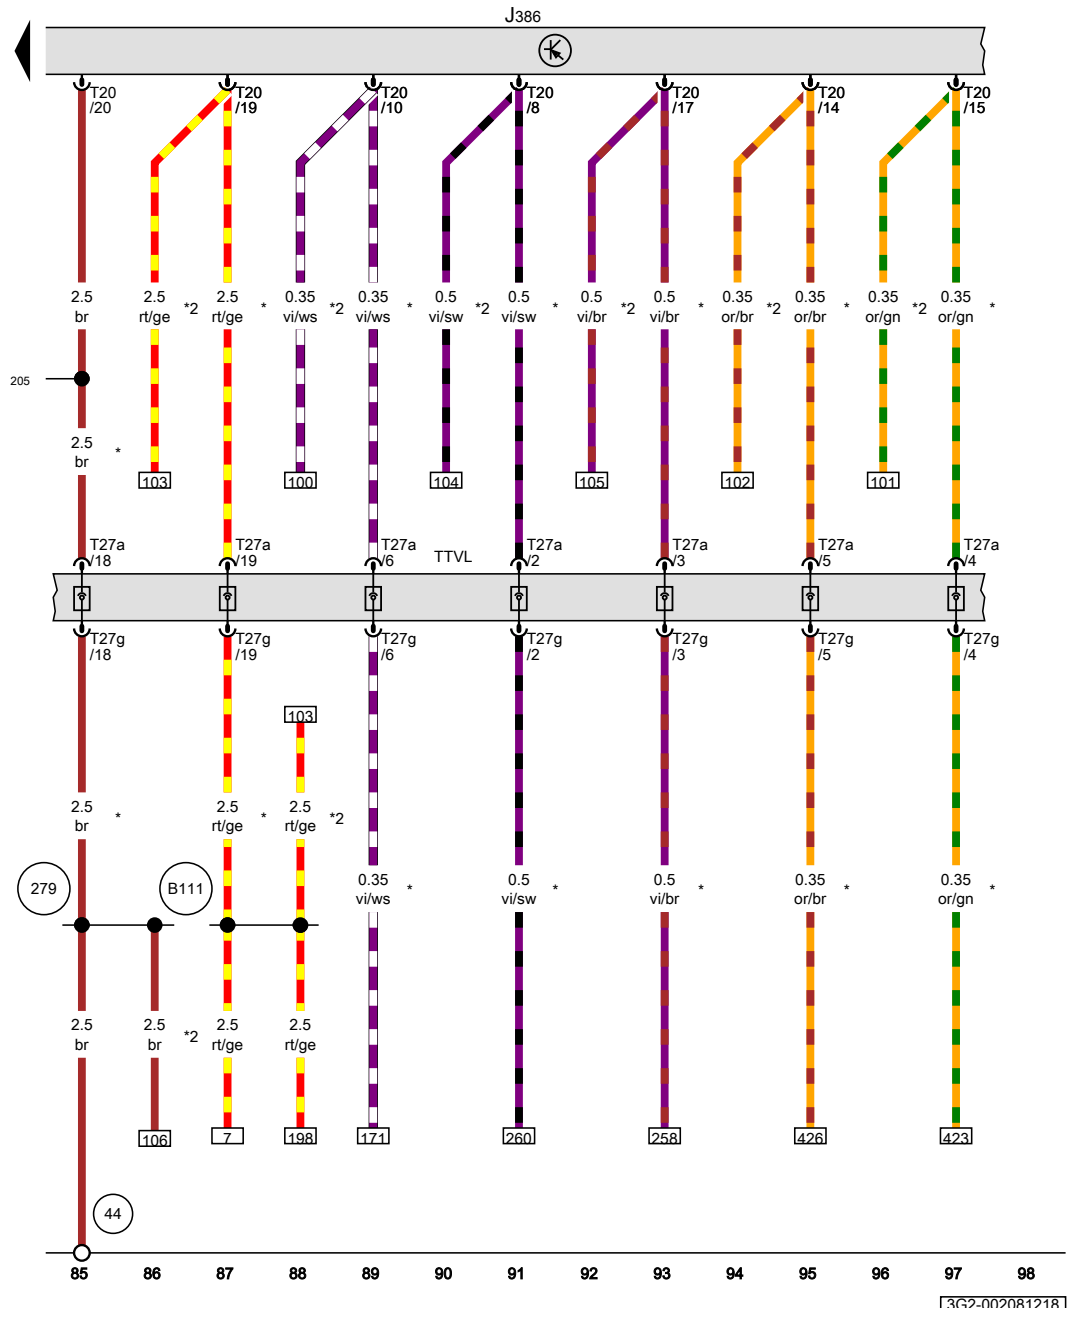 J386
T20 T20 T20 T20 T20 T20 T20
/20 /19 /10 /8 /17 /14 /15
2.5 2.5 2.5 0.35 0.35 0.5 0.5 0.5 0.5 0.35 0.35 0.35 0.35
br rt/ge *2 rt/ge * vi/ws *2 vi/ws * vi/sw *2 vi/sw * vi/br *2 vi/br * or/br *2 or/br * or/gn *2 or/gn *
205
2.5
br *
103 100 104 105 102 101
T27a T27a T27a TTVL T27a T27a T27a T27a
/18 /19 /6 /2 /3 /5 /4
T27g T27g T27g T27g T27g T27g T27g
/18 /19 /6 /2 /3 /5 /4
103
2.5 2.5 2.5
br * rt/ge * rt/ge *2
279 B111
0.35 0.5 0.5 0.35 0.35
vi/ws * vi/sw * vi/br * or/br * or/gn *
2.5 2.5 2.5 2.5
br br *2 rt/ge rt/ge
106 7 198 171 260 258 426 423
44
85 86 87 88 89 90 91 92 93 94 95 96 97 98
3G2-002081218